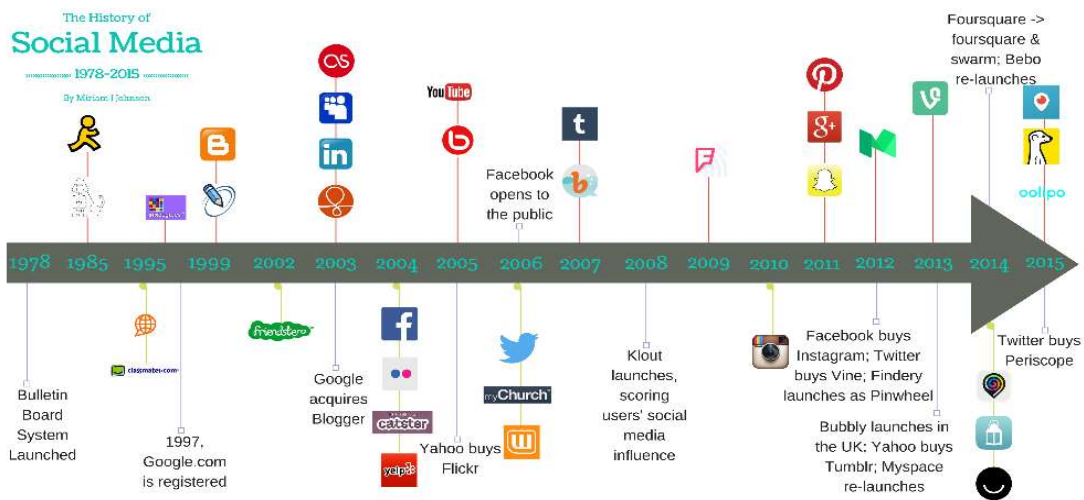 The History of
Social Media
1978-2015
By Miriam J Johnson
Foursquare ->
foursquare &
swarm; Bebo
re-launches
You Tube
in
t
g+
Facebook
opens to
the public
oolipo
1978 1985 1995 1999 2002 2003 2004 2005 2006 2007 2008 2009 2010 2011 2012 2013 2014 2015
friendster
classmates.com
f
catster
yelp
myChurch
Bulletin
Board
System
Launched
1997,
Google.com
is registered
Google
acquires
Blogger
Yahoo buys
Flickr
Klout
launches,
scoring
users' social
media
influence
Facebook buys
Instagram; Twitter
buys Vine; Findery
launches as Pinwheel
Bubbly launches in
the UK; Yahoo buys
Tumblr; Myspace
re-launches
Twitter buys
Periscope